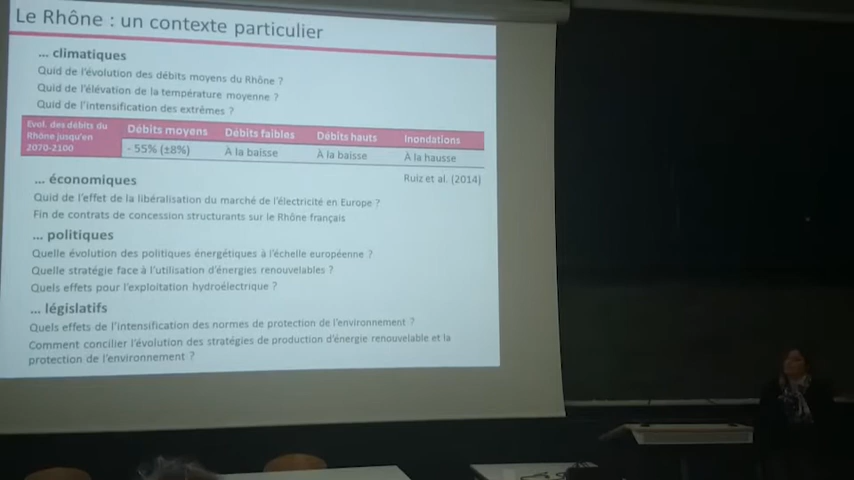 Le Rhône : un contexte particulier
... climatiques
Quid de l'évolution des débits moyens du Rhône ?
Quid de l'élévation de la température moyenne ?
Quid de l'intensification des extrêmes ?
Evol. des débits du Rhône jusqu'en 2070-2100
Débits moyens Débits faibles Débits hauts Inondations
- 55% (±8%) À la baisse À la baisse À la hausse
Ruiz et al. (2014)
... économiques
Quid de l'effet de la libéralisation du marché de l'électricité en Europe ?
Fin de contrats de concession structurants sur le Rhône français
... politiques
Quelle évolution des politiques énergétiques à l'échelle européenne ?
Quelle stratégie face à l'utilisation d'énergies renouvelables ?
Quels effets pour l'exploitation hydroélectrique ?
... législatifs
Quels effets de l'intensification des normes de protection de l'environnement ?
Comment concilier l'évolution des stratégies de production d'énergie renouvelable et la
protection de l'environnement ?